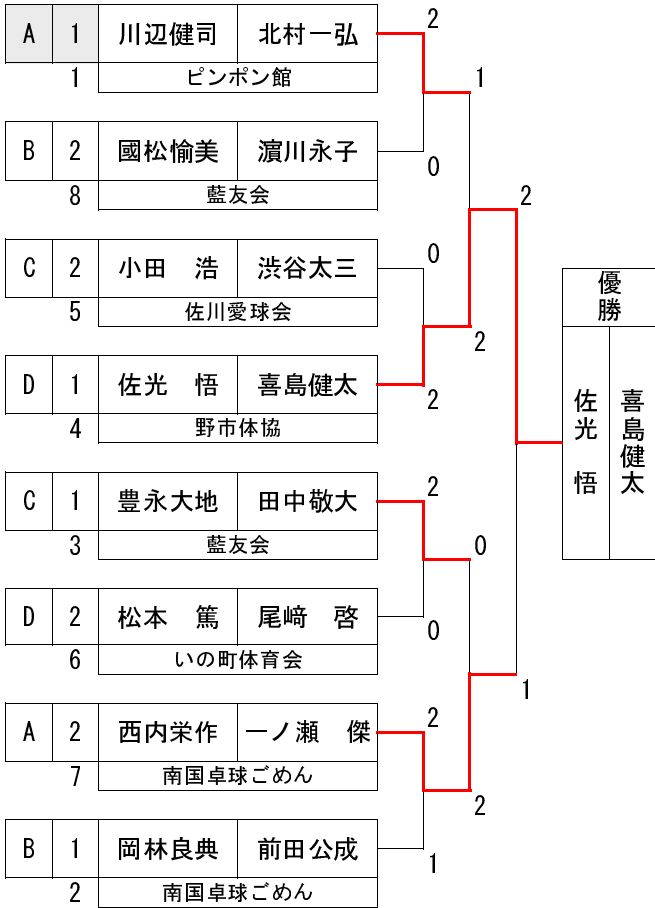 A 1 川辺健司 北村一弘
1 ピンポン館
2
1
B 2 國松愉美 濵川永子
8 藍友会
0
2
C 2 小田 浩 渋谷太三
5 佐川愛球会
0
2
D 1 佐光 悟 喜島健太
4 野市体協
2
優勝
佐光 悟
喜島健太
C 1 豊永大地 田中敬大
3 藍友会
2
0
D 2 松本 篤 尾﨑 啓
6 いの町体育会
0
1
A 2 西内栄作 一ノ瀬 傑
7 南国卓球ごめん
2
2
B 1 岡林良典 前田公成
2 南国卓球ごめん
1